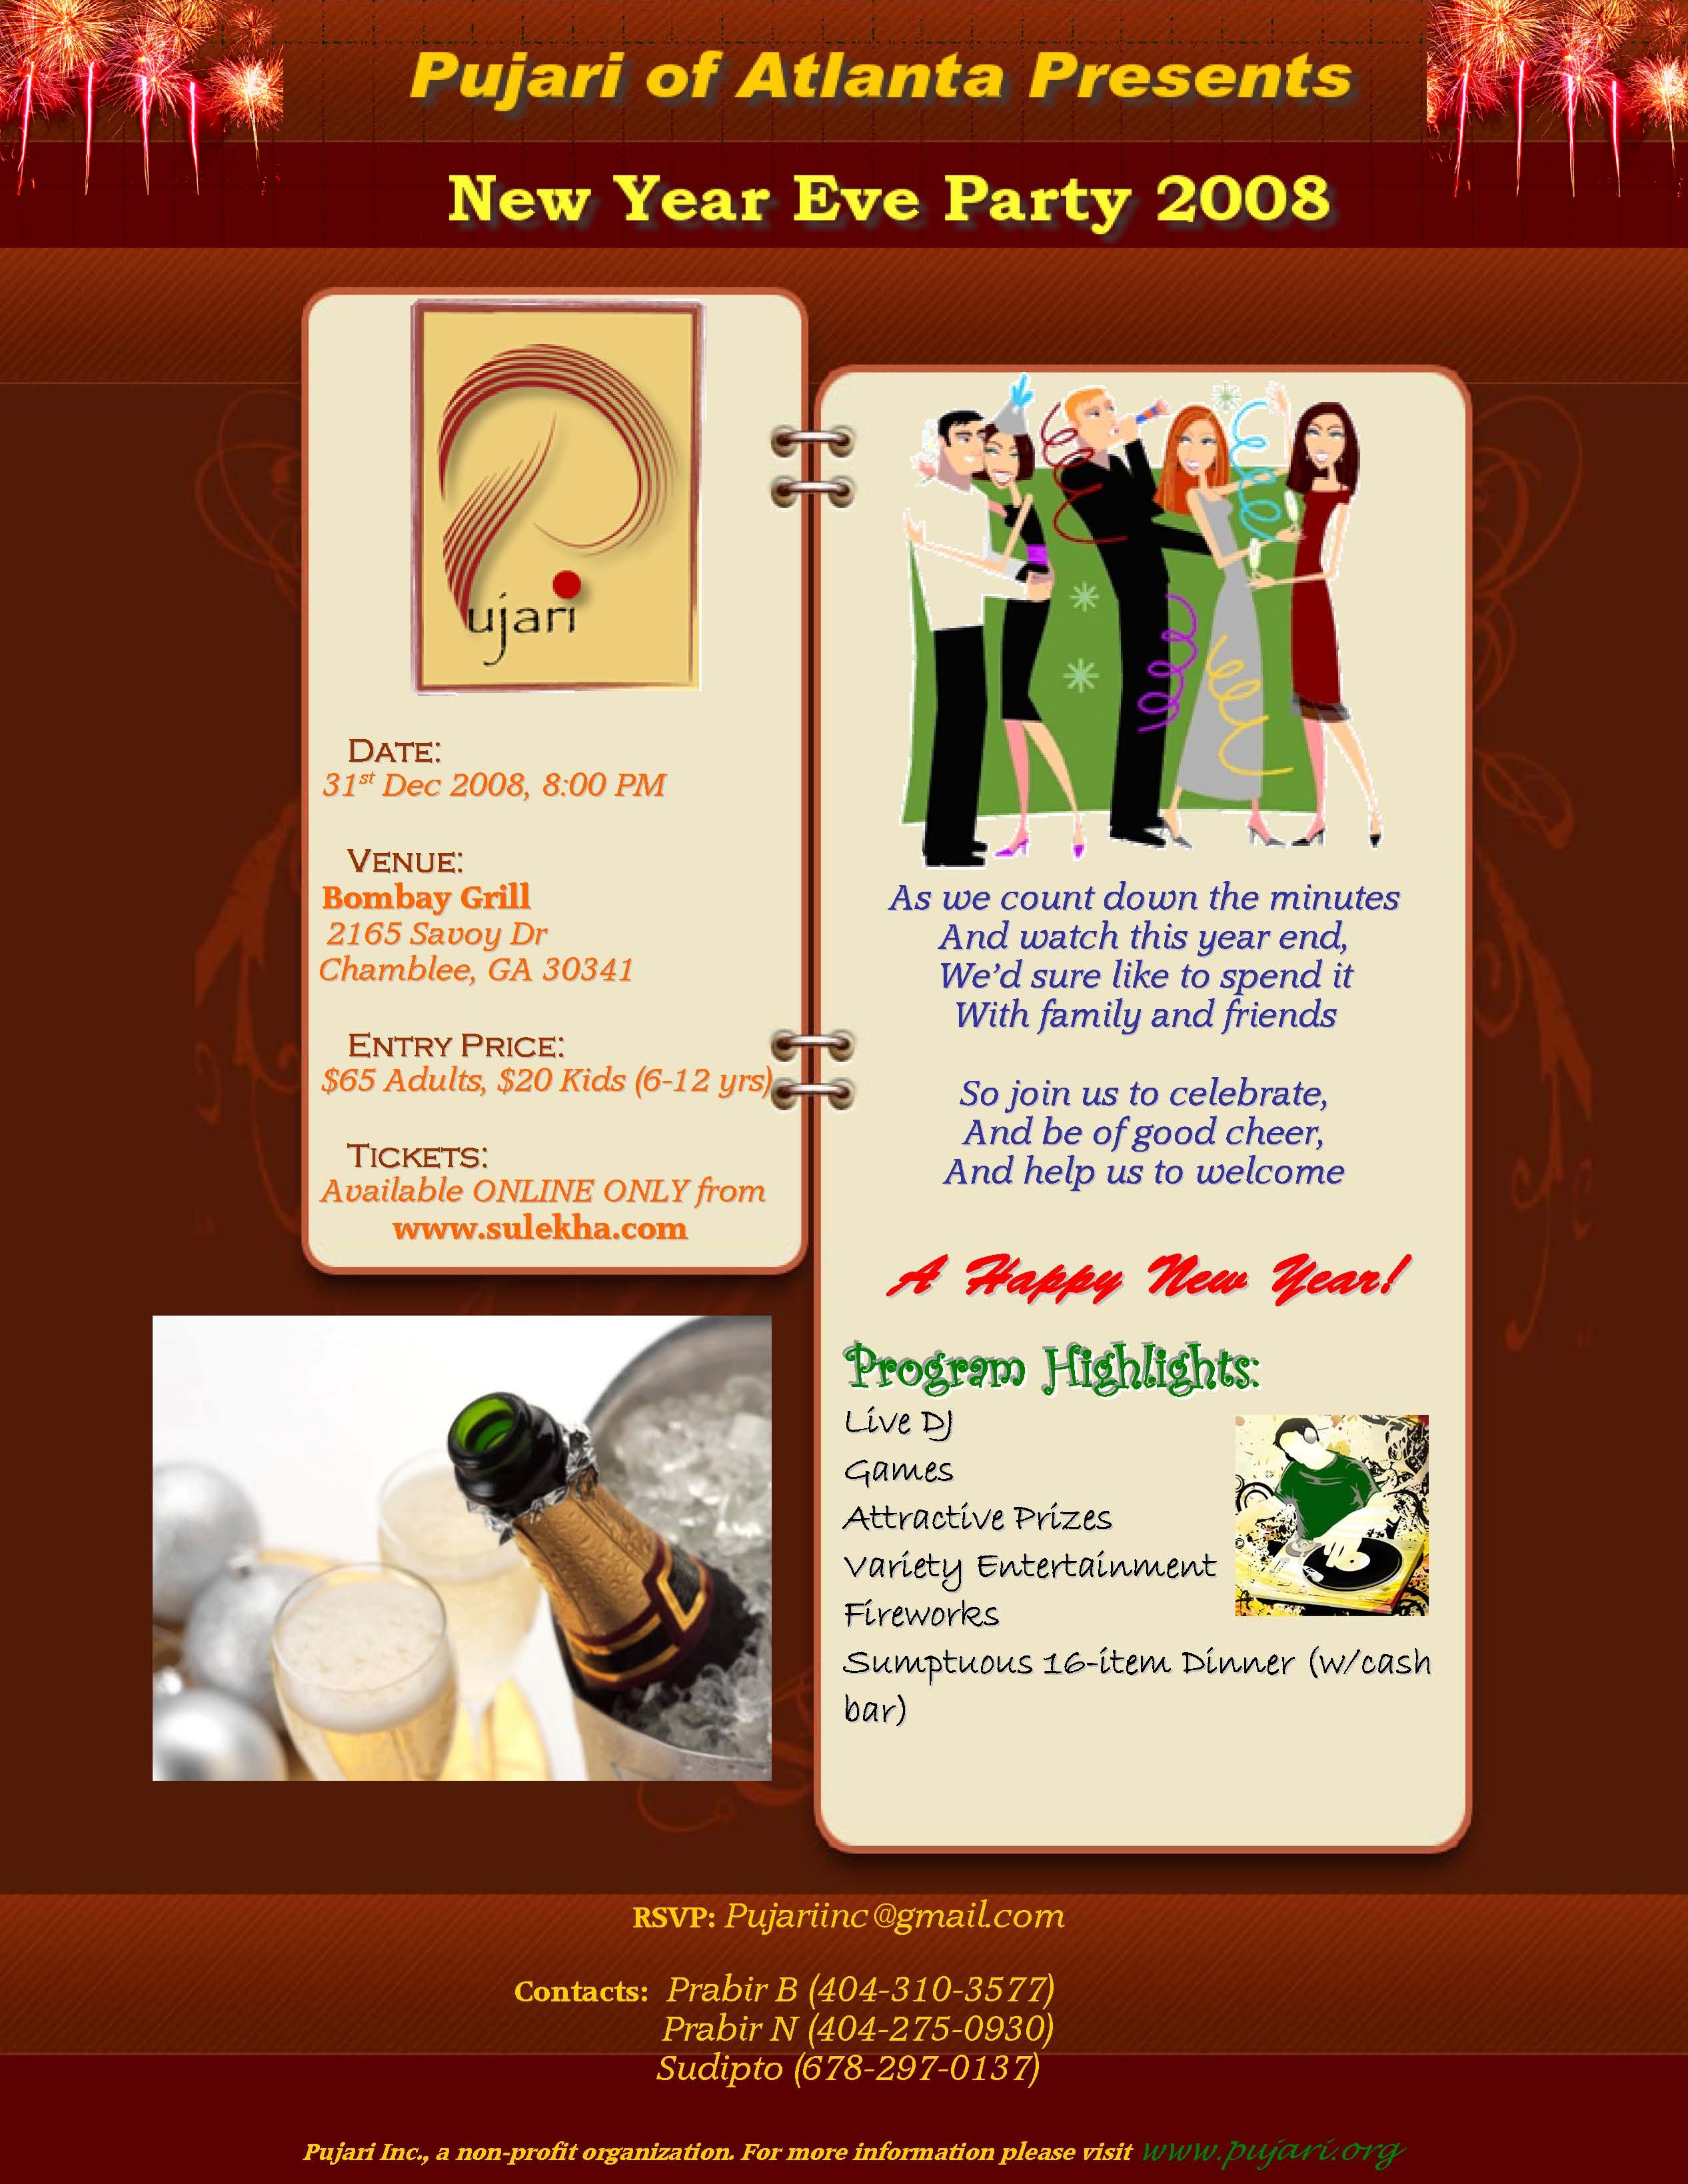 Pujari of Atlanta Presents
New Year Eve Party 2008
Pujari
DATE:
31st Dec 2008, 8:00 PM
VENUE:
Bombay Grill
2165 Savoy Dr
Chamblee, GA 30341
ENTRY PRICE:
$65 Adults, $20 Kids (6-12 yrs)
TICKETS:
Available ONLINE ONLY from
www.sulekha.com
As we count down the minutes
And watch this year end,
We’d sure like to spend it
With family and friends
So join us to celebrate,
And be of good cheer,
And help us to welcome
A Happy New Year!
Program Highlights:
Live DJ
Games
Attractive Prizes
Variety Entertainment
Fireworks
Sumptuous 16-item Dinner (w/cash
bar)
RSVP: Pujariinc@gmail.com
Contacts: Prabir B (404-310-3577)
Prabir N (404-275-0930)
Sudipto (678-297-0137)
Pujari Inc., a non-profit organization. For more information please visit www.pujari.org